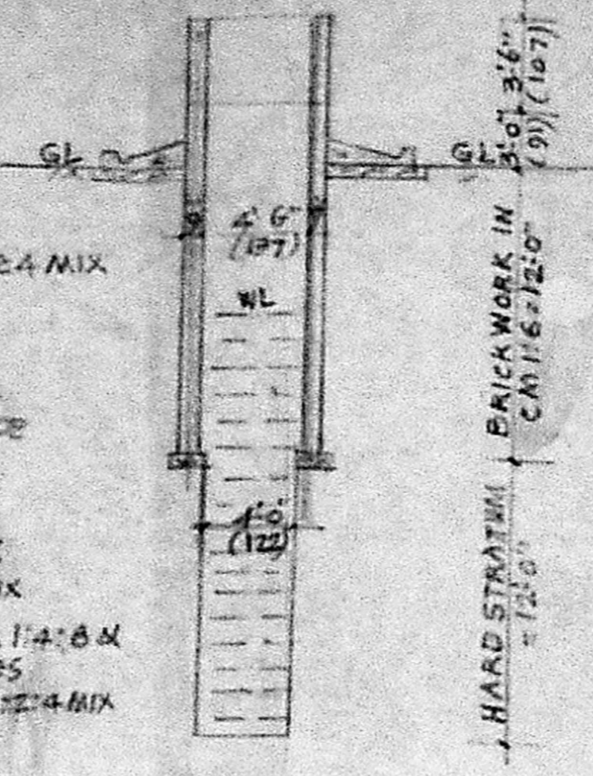 3'0" 3'6"
(91) (107)
GL
GL
4' 6"
(137)
:4 MIX
WL
BRICKWORK IN
CM 1:6 = 12'0"
4'0"
(122)
HARD STRATUM
= 12'0"
1:4:8 &
:2:4 MIX